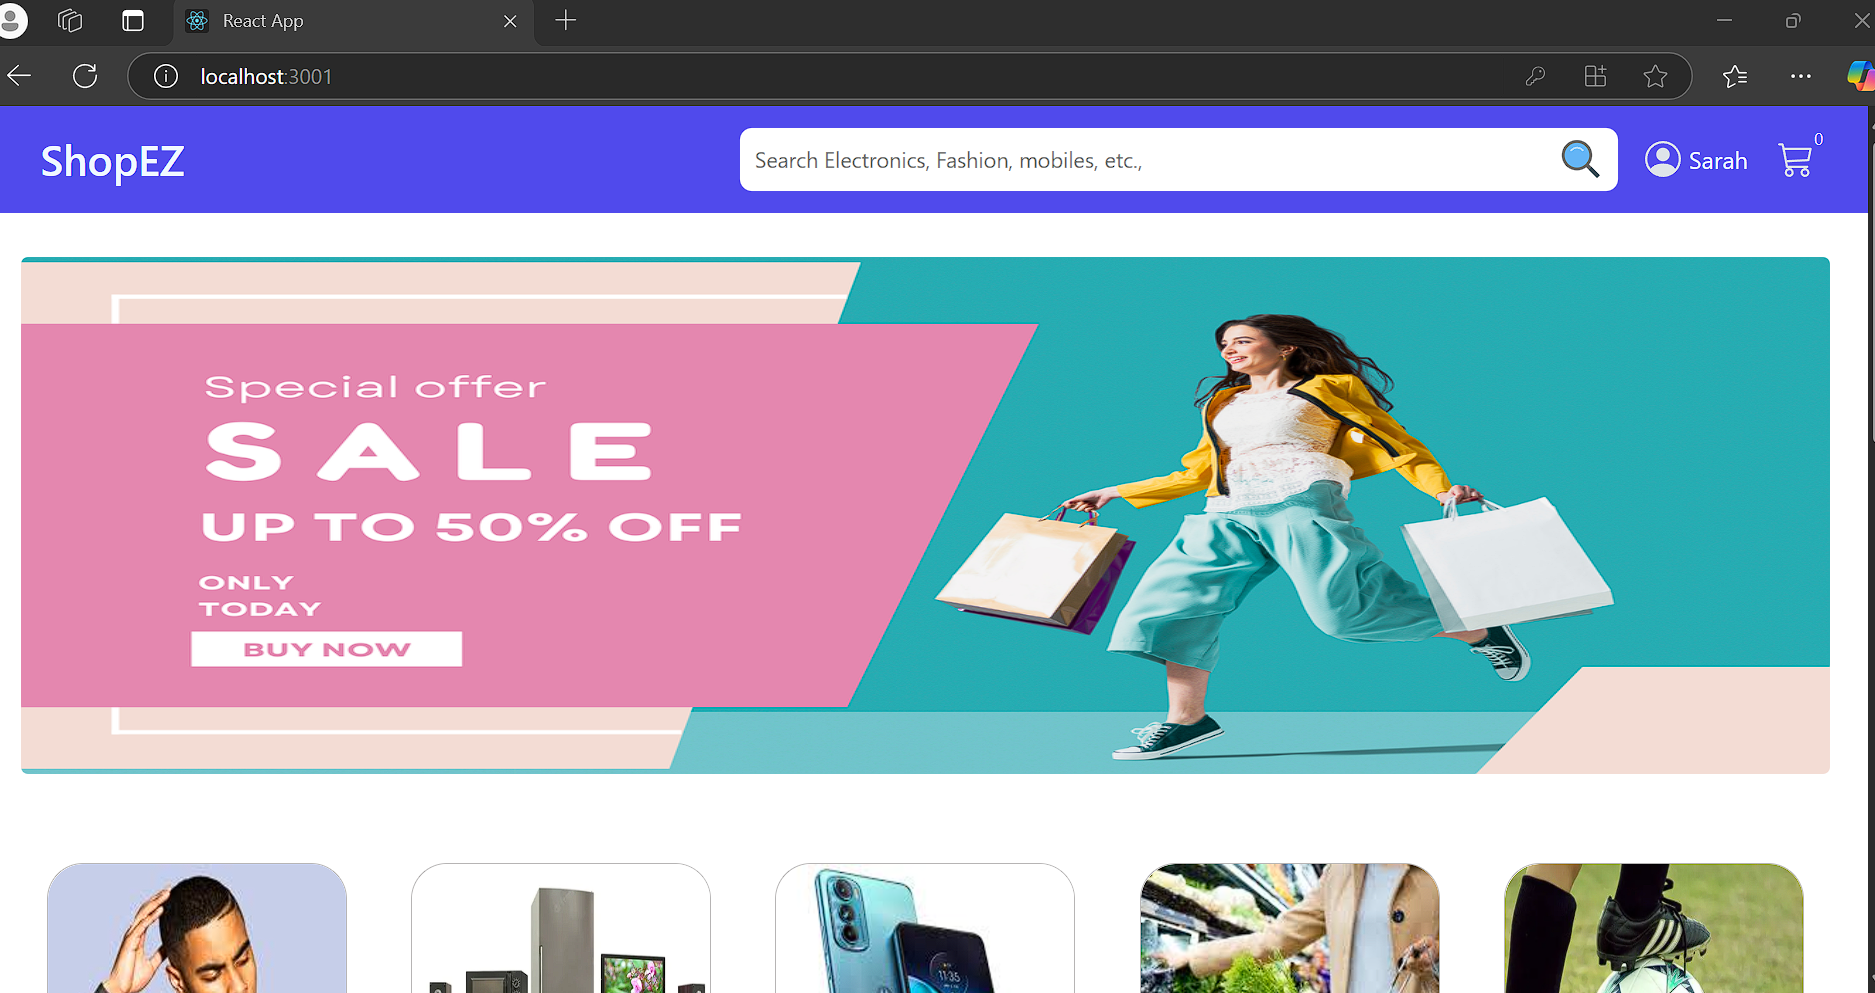 React App
localhost:3001
ShopEZ
Search Electronics, Fashion, mobiles, etc.,
Sarah
0
Special offer
SALE
UP TO 50% OFF
ONLY
TODAY
BUY NOW
11:35